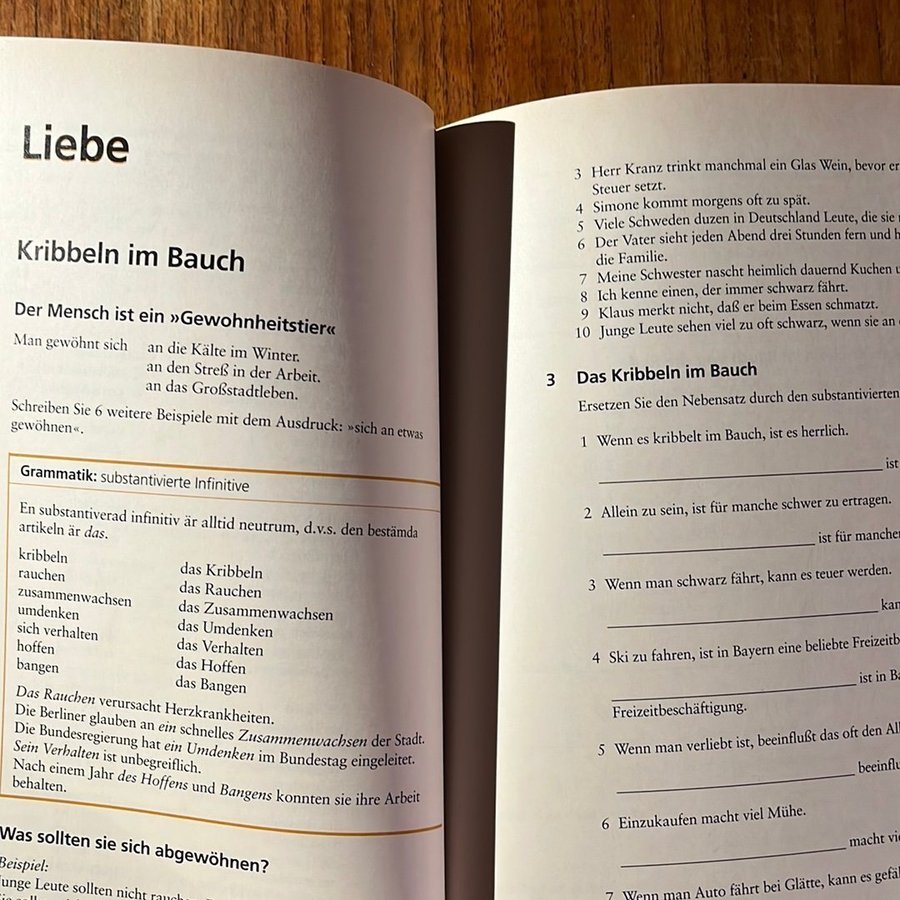 Liebe
Kribbeln im Bauch
Der Mensch ist ein »Gewohnheitstier«
Man gewöhnt sich an die Kälte im Winter.
an den Streß in der Arbeit.
an das Großstadtleben.
Schreiben Sie 6 weitere Beispiele mit dem Ausdruck: »sich an etwas
gewöhnen«.
Grammatik: substantivierte Infinitive
En substantiverad infinitiv är alltid neutrum, d.v.s. den bestämda
artikeln är das.
kribbeln das Kribbeln
rauchen das Rauchen
zusammenwachsen das Zusammenwachsen
umdenken das Umdenken
sich verhalten das Verhalten
hoffen das Hoffen
bangen das Bangen
Das Rauchen verursacht Herzkrankheiten.
Die Berliner glauben an ein schnelles Zusammenwachsen der Stadt.
Die Bundesregierung hat ein Umdenken im Bundestag eingeleitet.
Sein Verhalten ist unbegreiflich.
Nach einem Jahr des Hoffens und Bangens konnten sie ihre Arbeit
behalten.
Was sollten sie sich abgewöhnen?
Beispiel:
Junge Leute sollten nicht
3 Herr Kranz trinkt manchmal ein Glas Wein, bevor er
Steuer setzt.
4 Simone kommt morgens oft zu spät.
5 Viele Schweden duzen in Deutschland Leute, die sie
6 Der Vater sieht jeden Abend drei Stunden fern und
die Familie.
7 Meine Schwester nascht heimlich dauernd Kuchen
8 Ich kenne einen, der immer schwarz fährt.
9 Klaus merkt nicht, daß er beim Essen schmatzt.
10 Junge Leute sehen viel zu oft schwarz, wenn sie an
3 Das Kribbeln im Bauch
Ersetzen Sie den Nebensatz durch den substantivierten
1 Wenn es kribbelt im Bauch, ist es herrlich.
ist
2 Allein zu sein, ist für manche schwer zu ertragen.
ist für manche
3 Wenn man schwarz fährt, kann es teuer werden.
kan
4 Ski zu fahren, ist in Bayern eine beliebte Freizeitb
ist in Ba
Freizeitbeschäftigung.
5 Wenn man verliebt ist, beeinflußt das oft den All
beeinflu
6 Einzukaufen macht viel Mühe.
macht vie
7 Wenn man Auto fährt bei Glätte, kann es gefäh